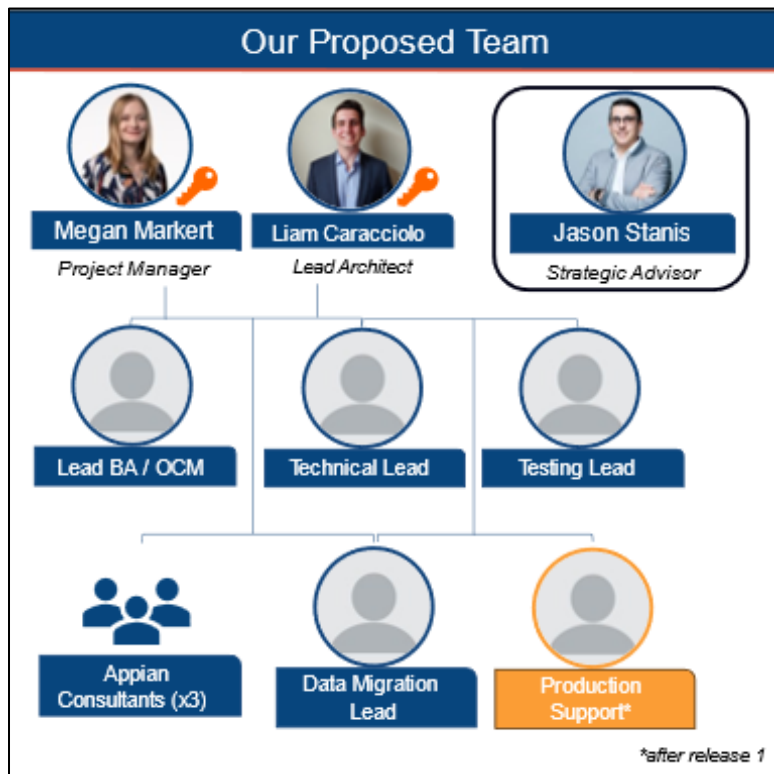 Our Proposed Team
Megan Markert
Liam Caracciolo
Jason Stanis
Project Manager
Lead Architect
Strategic Advisor
Lead BA / OCM
Technical Lead
Testing Lead
Appian
Consultants (x3)
Data Migration
Lead
Production
Support*
*after release 1